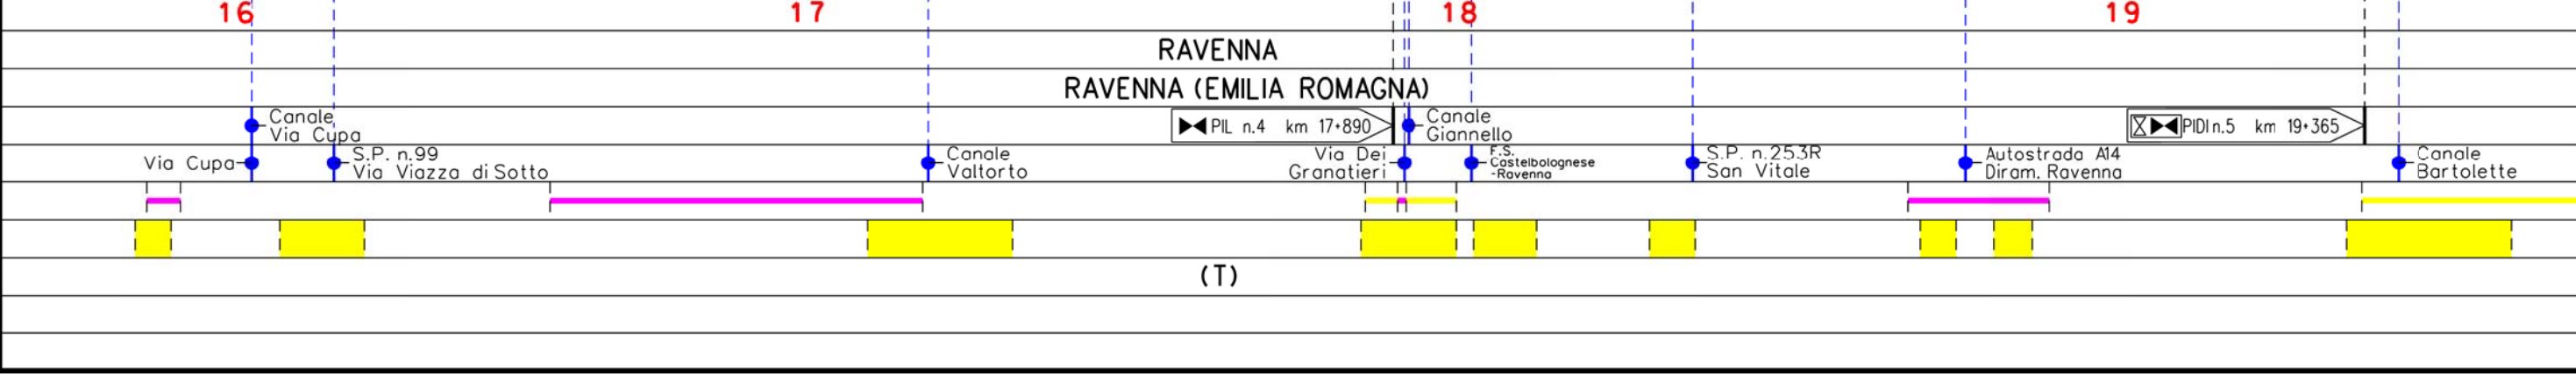 16 17 18 19
RAVENNA
RAVENNA (EMILIA ROMAGNA)
Canale
Via Cupa
PIL n.4 km 17+890
Canale
Giannello
PIDI n.5 km 19+365
Via Cupa
S.P. n.99
Via Viazza di Sotto
Canale
Valtorto
Via Dei
Granatieri
F.S.
Castelbolognese
-Ravenna
S.P. n.253R
San Vitale
Autostrada A14
Diram. Ravenna
Canale
Bartolette
(T)